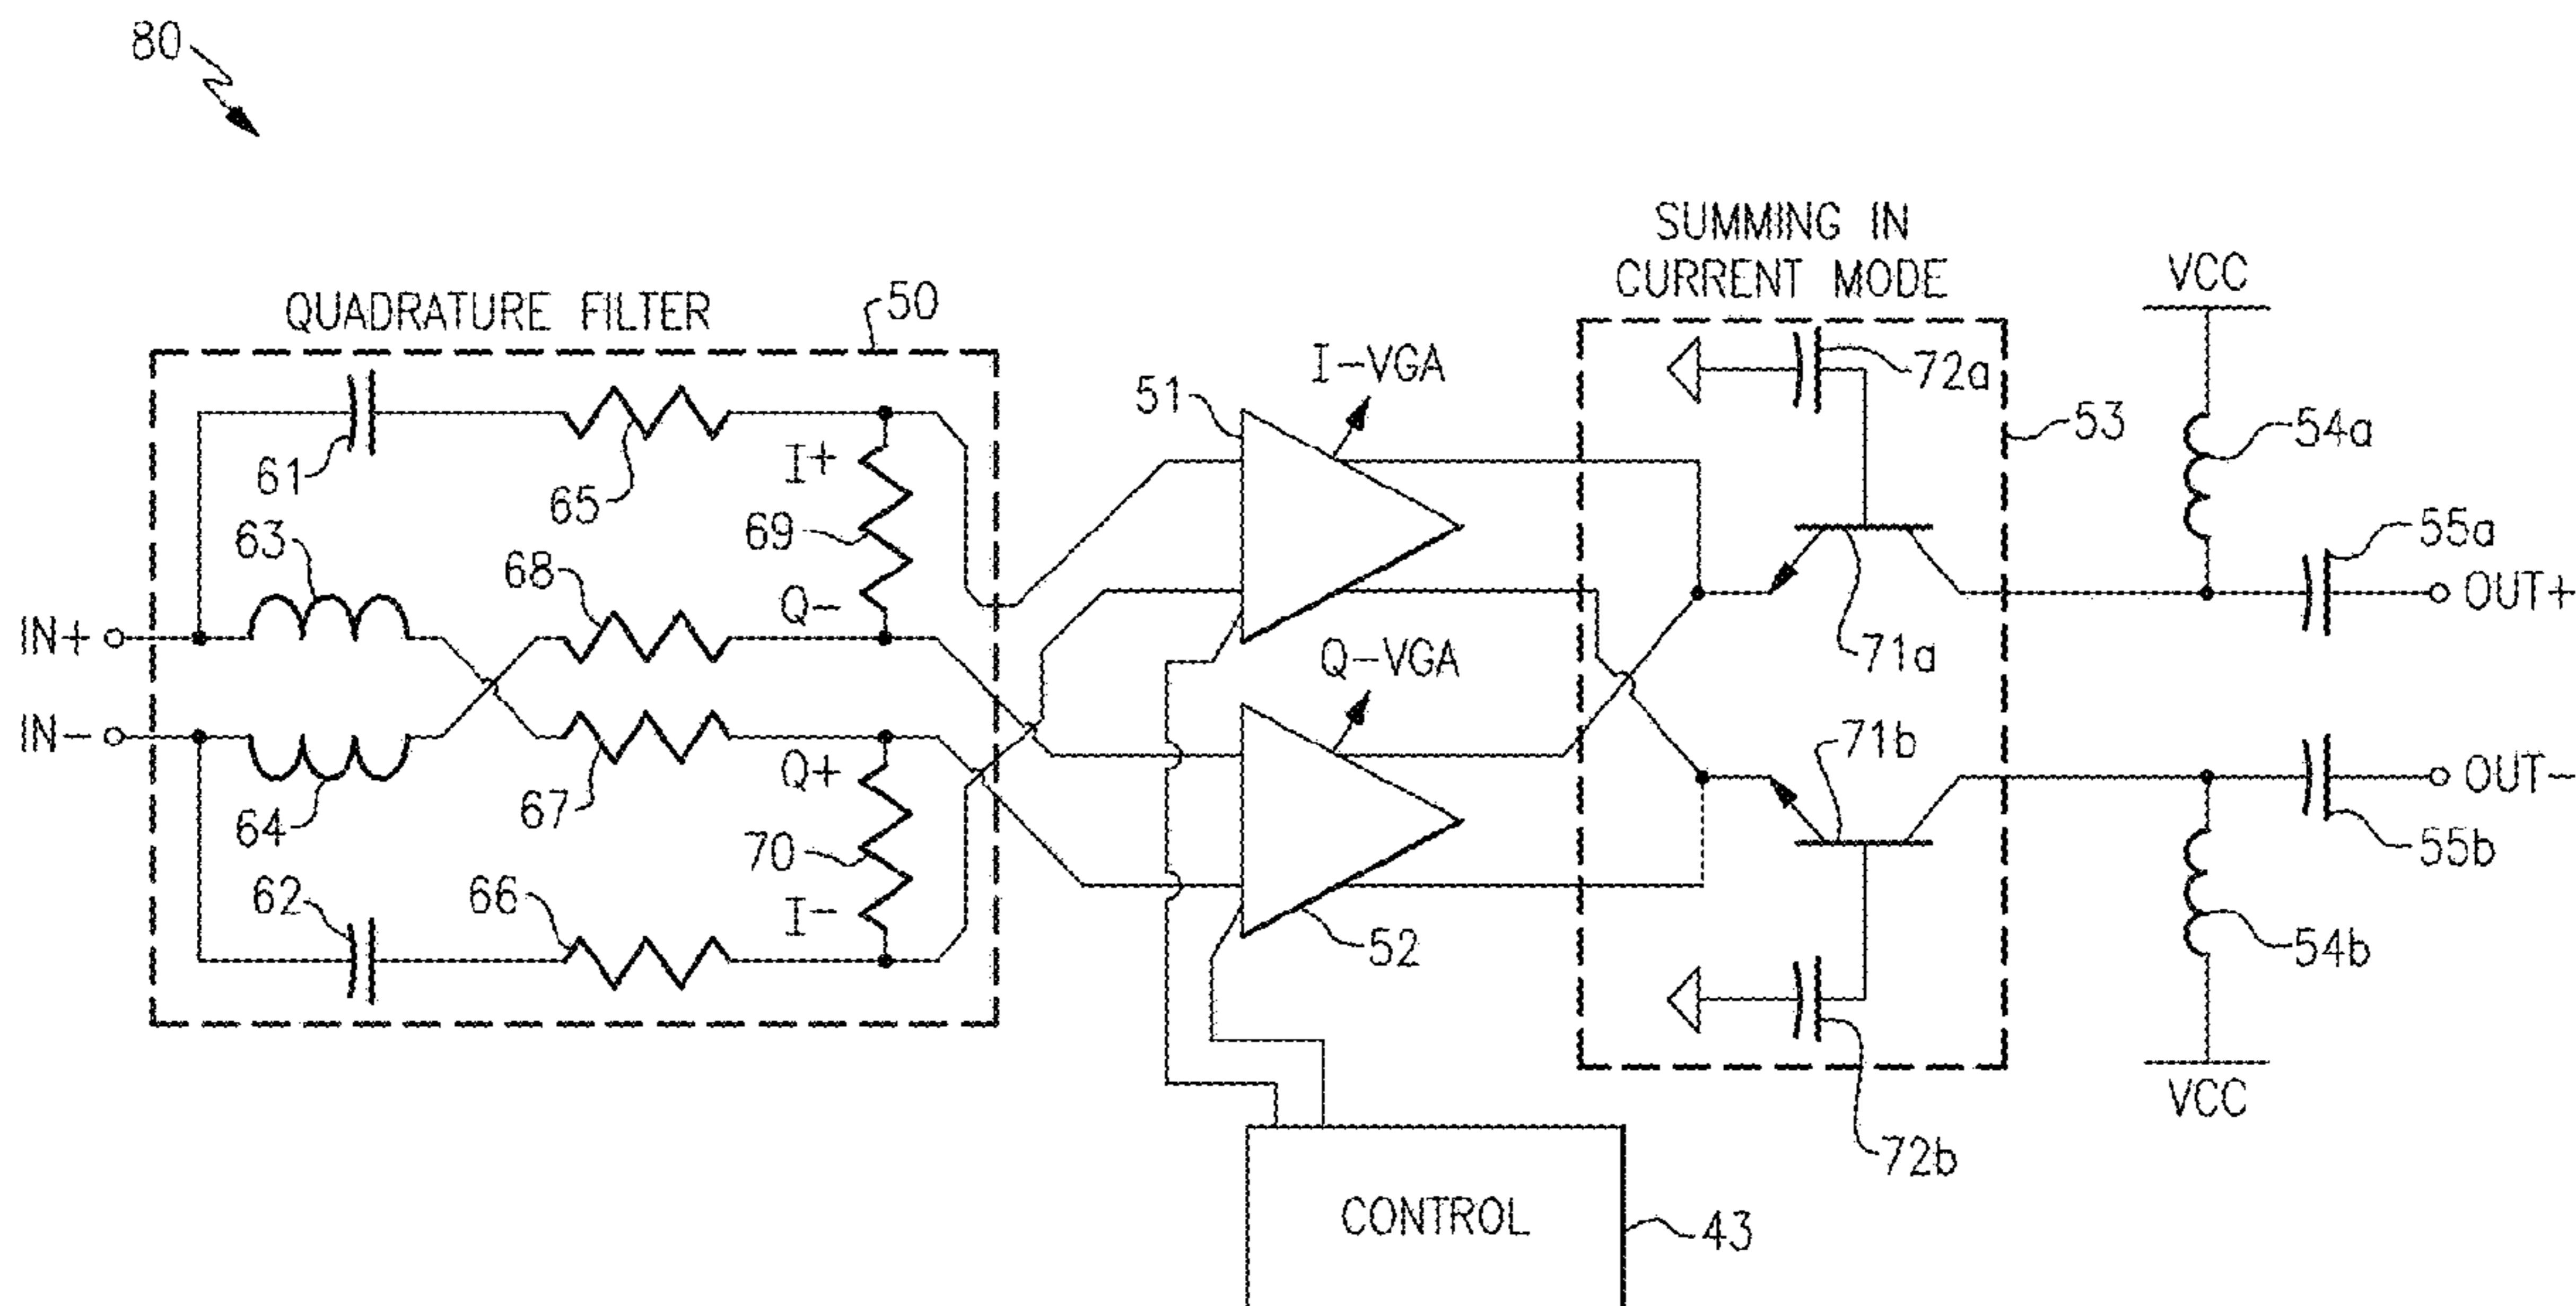 80
SUMMING IN
CURRENT MODE
VCC
QUADRATURE FILTER
50
I-VGA
72a
51
53
54a
61
65
I+
69
63
68
Q-
55a
IN+
OUT+
71a
Q-VGA
IN-
OUT-
71b
64
67
Q+
70
55b
62
66
I-
52
54b
VCC
72b
CONTROL
43